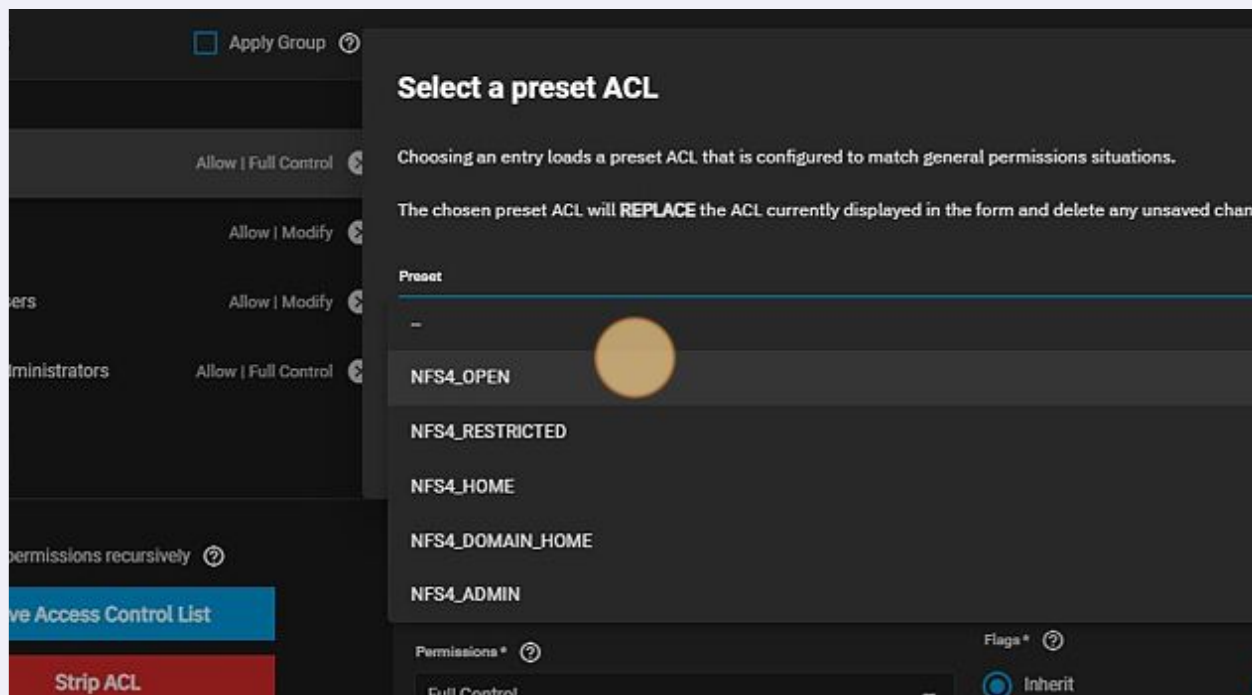 Apply Group
Select a preset ACL
Choosing an entry loads a preset ACL that is configured to match general permissions situations.
Allow | Full Control
The chosen preset ACL will REPLACE the ACL currently displayed in the form and delete any unsaved chan
Allow | Modify
Preset
ers
Allow | Modify
–
ministrators
Allow | Full Control
NFS4_OPEN
NFS4_RESTRICTED
NFS4_HOME
NFS4_DOMAIN_HOME
NFS4_ADMIN
permissions recursively
ve Access Control List
Strip ACL
Permissions*
Flags*
Full Control
Inherit